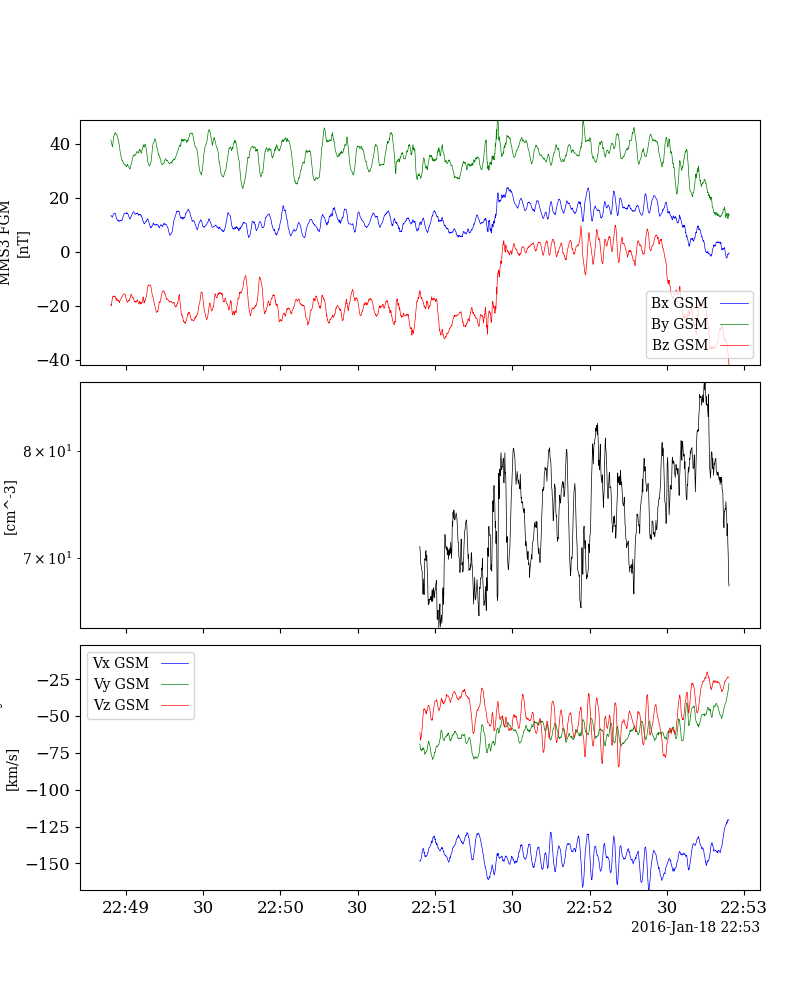 40
20
0
−20
−40
MMS3 FGM
[nT]
Bx GSM
By GSM
Bz GSM
8 × 10¹
7 × 10¹
[cm^-3]
Vx GSM
Vy GSM
Vz GSM
−25
−50
−75
−100
−125
−150
[km/s]
22:49
30
22:50
30
22:51
30
22:52
30
22:53
2016-Jan-18 22:53